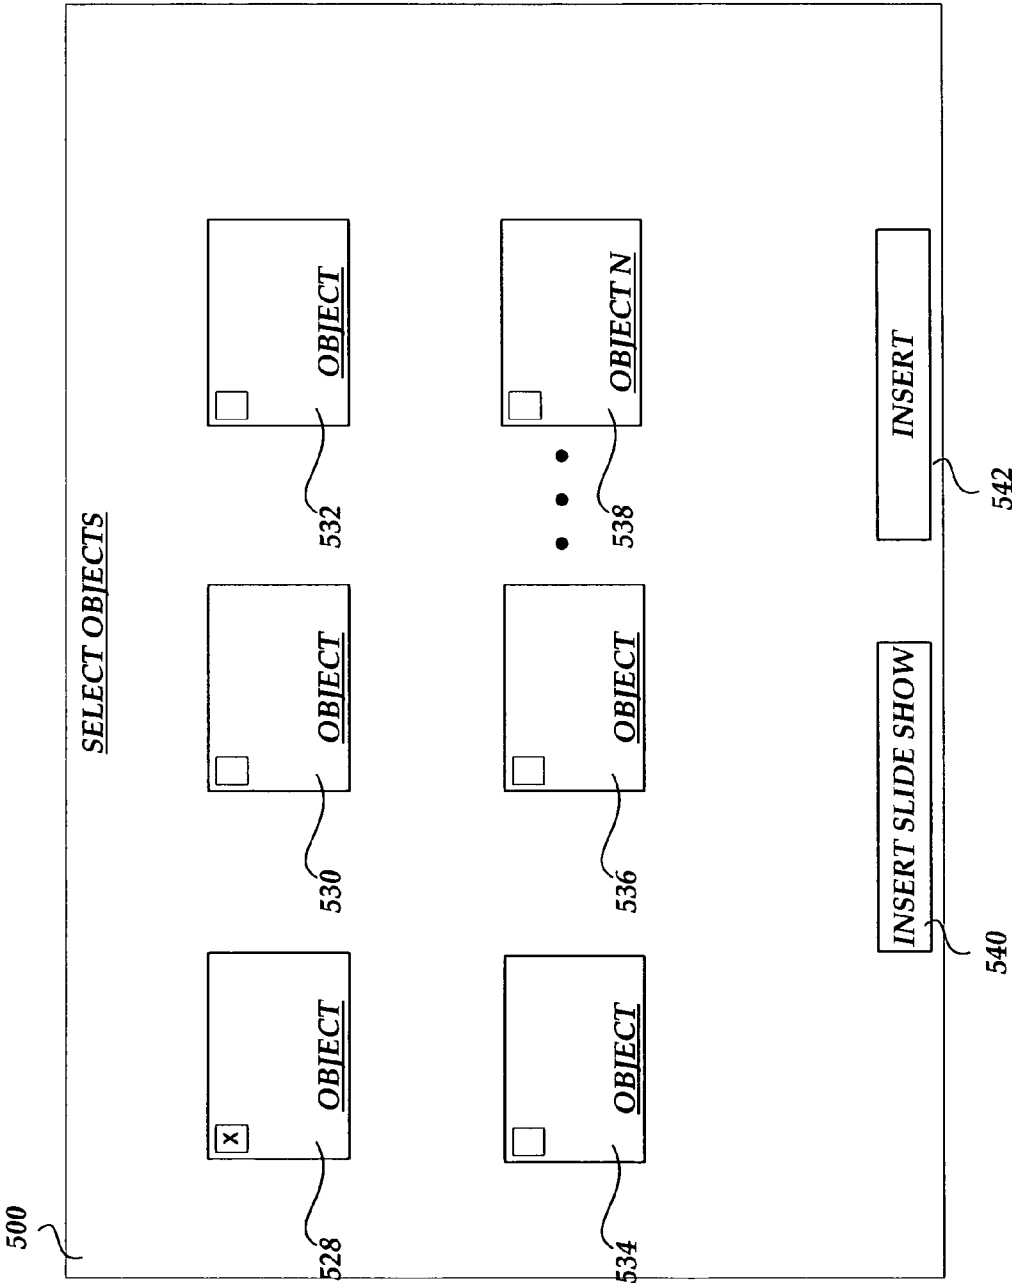 500
SELECT OBJECTS
X
OBJECT
OBJECT
OBJECT
528
530
532
OBJECT
OBJECT
OBJECT N
534
536
538
INSERT SLIDE SHOW
INSERT
540
542